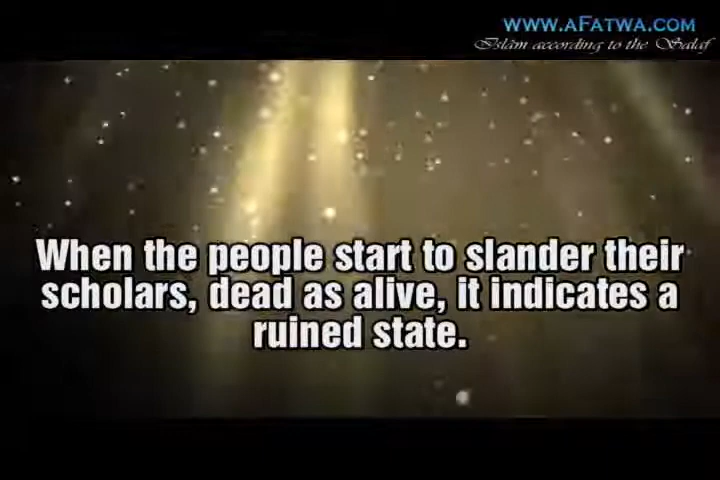 WWW.AFATWA.COM
Islâm according to the Salaf
When the people start to slander their
scholars, dead as alive, it indicates a
ruined state.